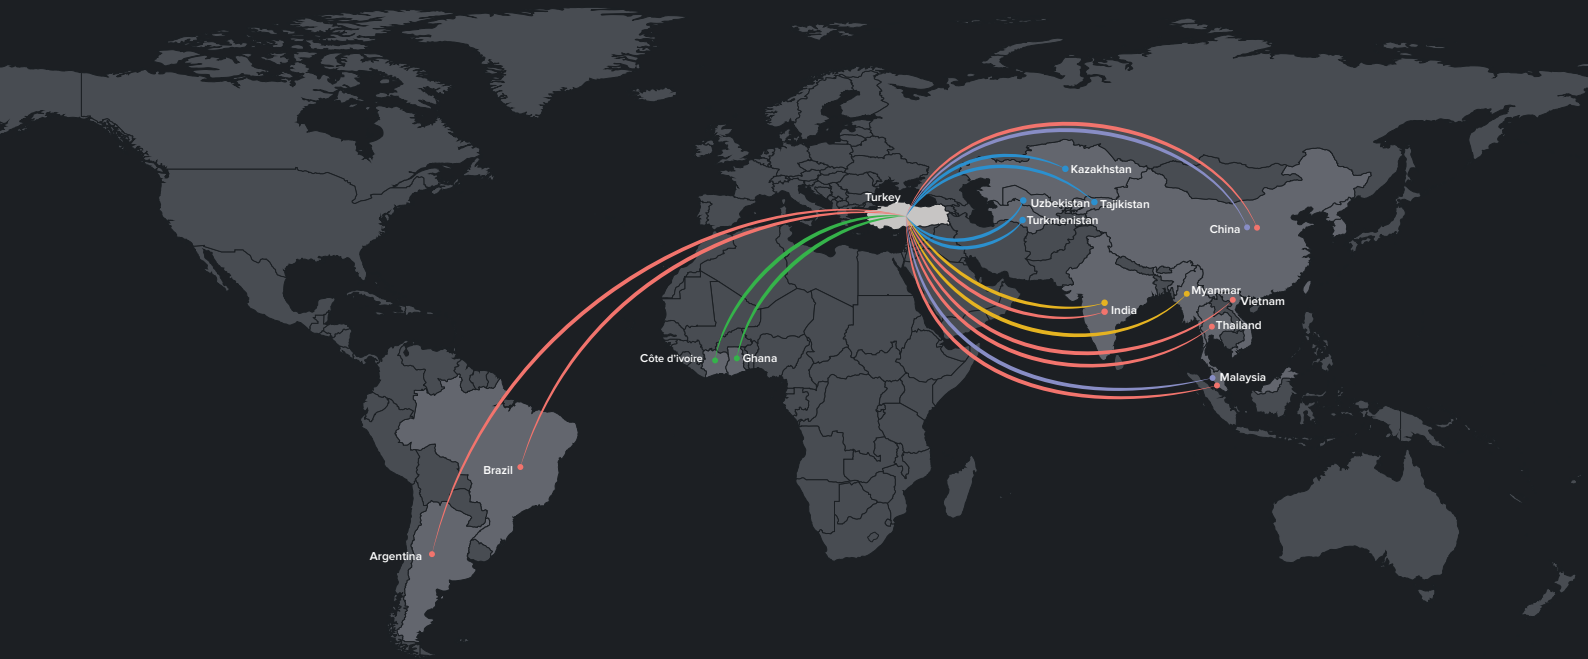 Kazakhstan
Turkey
Uzbekistan
Tajikistan
Turkmenistan
China
Myanmar
Vietnam
India
Thailand
Côte d'ivoire
Ghana
Malaysia
Brazil
Argentina